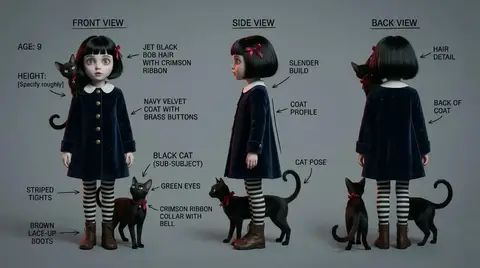 FRONT VIEW
AGE: 9
HEIGHT:
[Specify roughly]
JET BLACK
BOB HAIR
WITH CRIMSON
RIBBON
NAVY VELVET
COAT WITH
BRASS BUTTONS
BLACK CAT
(SUB-SUBJECT)
GREEN EYES
CRIMSON RIBBON
COLLAR WITH
BELL
STRIPED
TIGHTS
BROWN
LACE-UP
BOOTS
SIDE VIEW
SLENDER
BUILD
COAT
PROFILE
CAT POSE
BACK VIEW
HAIR
DETAIL
BACK OF
COAT